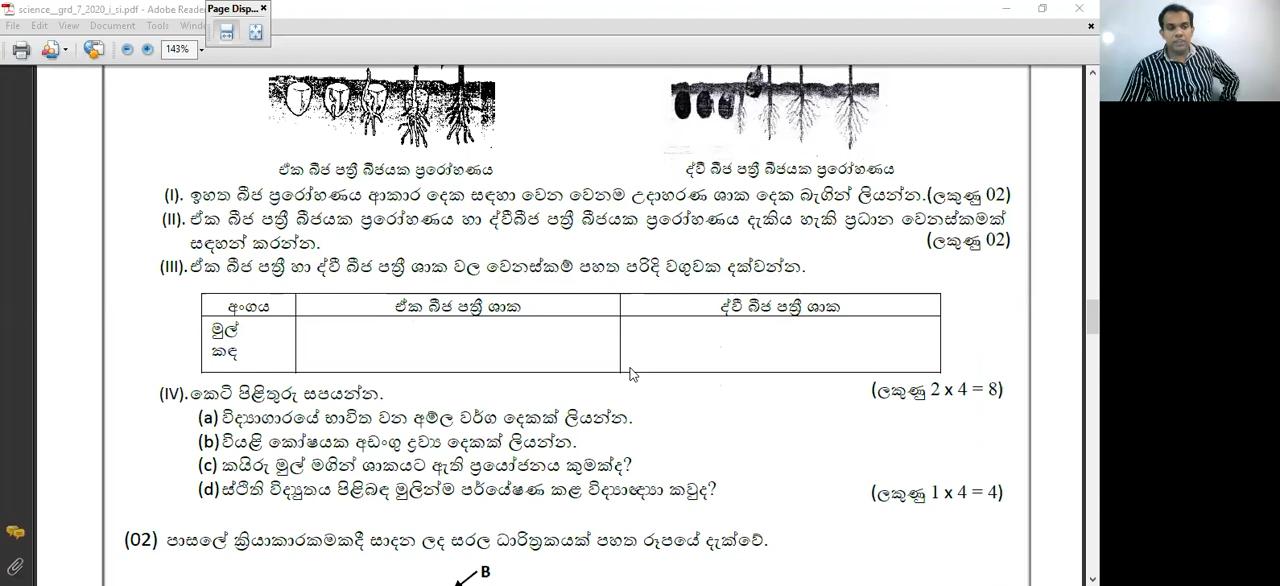 science__grd_7_2020_i_si.pdf - Adobe Reader
Page Disp...
File Edit View Document Tools Window
143%
ඒක බීජ පත්‍රී බීජයක ප්‍රරෝහණය
ද්වී බීජ පත්‍රී බීජයක ප්‍රරෝහණය
(I). ඉහත බීජ ප්‍රරෝහණය ආකාර දෙක සඳහා වෙන වෙනම උදාහරණ ශාක දෙක බැගින් ලියන්න.(ලකුණු 02)
(II). ඒක බීජ පත්‍රී බීජයක ප්‍රරෝහණය හා ද්වීබීජ පත්‍රී බීජයක ප්‍රරෝහණය දැකිය හැකි ප්‍රධාන වෙනස්කමක්
සඳහන් කරන්න. (ලකුණු 02)
(III). ඒක බීජ පත්‍රී හා ද්වී බීජ පත්‍රී ශාක වල වෙනස්කම් පහත පරිදි වගුවක දක්වන්න.
අංගය ඒක බීජ පත්‍රී ශාක ද්වී බීජ පත්‍රී ශාක
මුල්
කඳ
(IV). කෙටි පිළිතුරු සපයන්න. (ලකුණු 2 x 4 = 8)
(a) විද්‍යාගාරයේ භාවිත වන අම්ල වර්ග දෙකක් ලියන්න.
(b) වියළි කෝෂයක අඩංගු ද්‍රව්‍ය දෙකක් ලියන්න.
(c) කයිරු මුල් මගින් ශාකයට ඇති ප්‍රයෝජනය කුමක්ද?
(d) ස්ථිති විද්‍යුතය පිළිබඳ මුලින්ම පර්යේෂණ කළ විද්‍යාඥයා කවුද? (ලකුණු 1 x 4 = 4)
(02) පාසලේ ක්‍රියාකාරකමකදී සාදන ලද සරල ධාරිත්‍රකයක් පහත රූපයේ දැක්වේ.
B